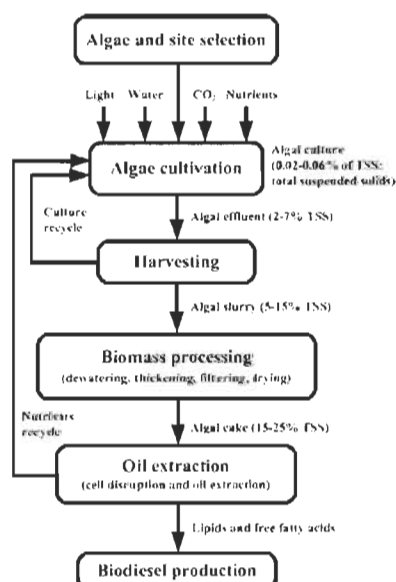 Algae and site selection
Light Water CO₂ Nutrients
Algae cultivation
Algal culture
(0.02-0.06% of TSS:
total suspended solids)
Culture
recycle
Algal effluent (2-7% TSS)
Harvesting
Algal slurry (5-15% TSS)
Biomass processing
(dewatering, thickening, filtering, drying)
Nutrients
recycle
Algal cake (15-25% TSS)
Oil extraction
(cell disruption and oil extraction)
Lipids and free fatty acids
Biodiesel production